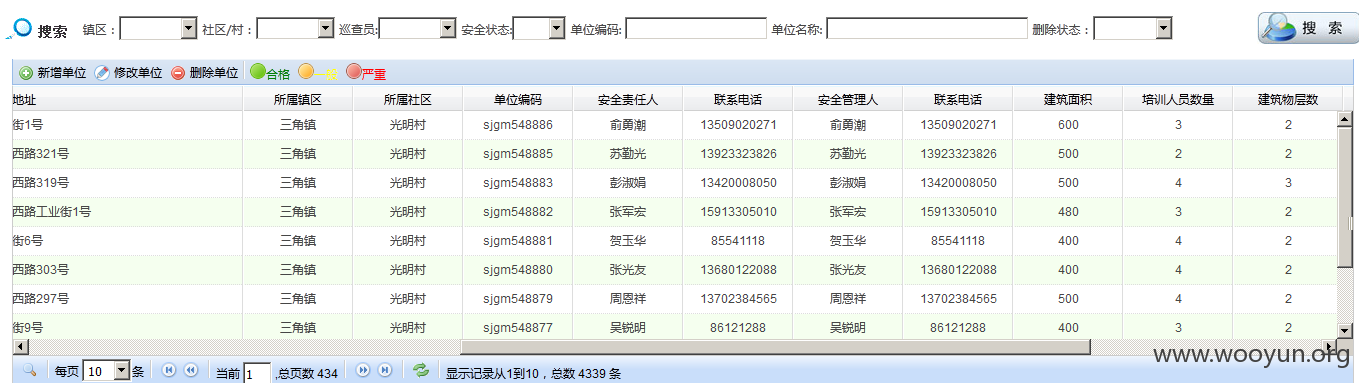 搜索 镇区： 社区/村： 巡查员: 安全状态: 单位编码: 单位名称: 删除状态： 搜 索
新增单位 修改单位 删除单位 合格 一般 严重
地址 所属镇区 所属社区 单位编码 安全责任人 联系电话 安全管理人 联系电话 建筑面积 培训人员数量 建筑物层数
街1号 三角镇 光明村 sjgm548886 俞勇潮 13509020271 俞勇潮 13509020271 600 3 2
西路321号 三角镇 光明村 sjgm548885 苏勤光 13923323826 苏勤光 13923323826 500 2 2
西路319号 三角镇 光明村 sjgm548883 彭淑娟 13420008050 彭淑娟 13420008050 500 4 3
西路工业街1号 三角镇 光明村 sjgm548882 张军宏 15913305010 张军宏 15913305010 480 3 2
街6号 三角镇 光明村 sjgm548881 贺玉华 85541118 贺玉华 85541118 400 4 2
西路303号 三角镇 光明村 sjgm548880 张光友 13680122088 张光友 13680122088 400 4 2
西路297号 三角镇 光明村 sjgm548879 周恩祥 13702384565 周恩祥 13702384565 500 4 2
街9号 三角镇 光明村 sjgm548877 吴锐明 86121288 吴锐明 86121288 400 3 2
www.wooyun.org
每页 10 条 当前 1 ,总页数 434 显示记录从1到10，总数 4339 条